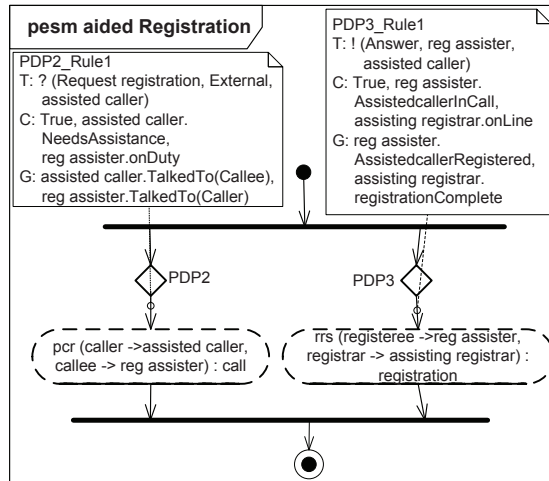 pesm aided Registration
PDP2_Rule1
T: ? (Request registration, External,
assisted caller)
C: True, assisted caller.
NeedsAssistance,
reg assister.onDuty
G: assisted caller.TalkedTo(Callee),
reg assister.TalkedTo(Caller)
PDP3_Rule1
T: ! (Answer, reg assister,
assisted caller)
C: True, reg assister.
AssistedcallerInCall,
assisting registrar.onLine
G: reg assister.
AssistedcallerRegistered,
assisting registrar.
registrationComplete
PDP2
PDP3
pcr (caller ->assisted caller,
callee -> reg assister) : call
rrs (registeree ->reg assister,
registrar -> assisting registrar) :
registration